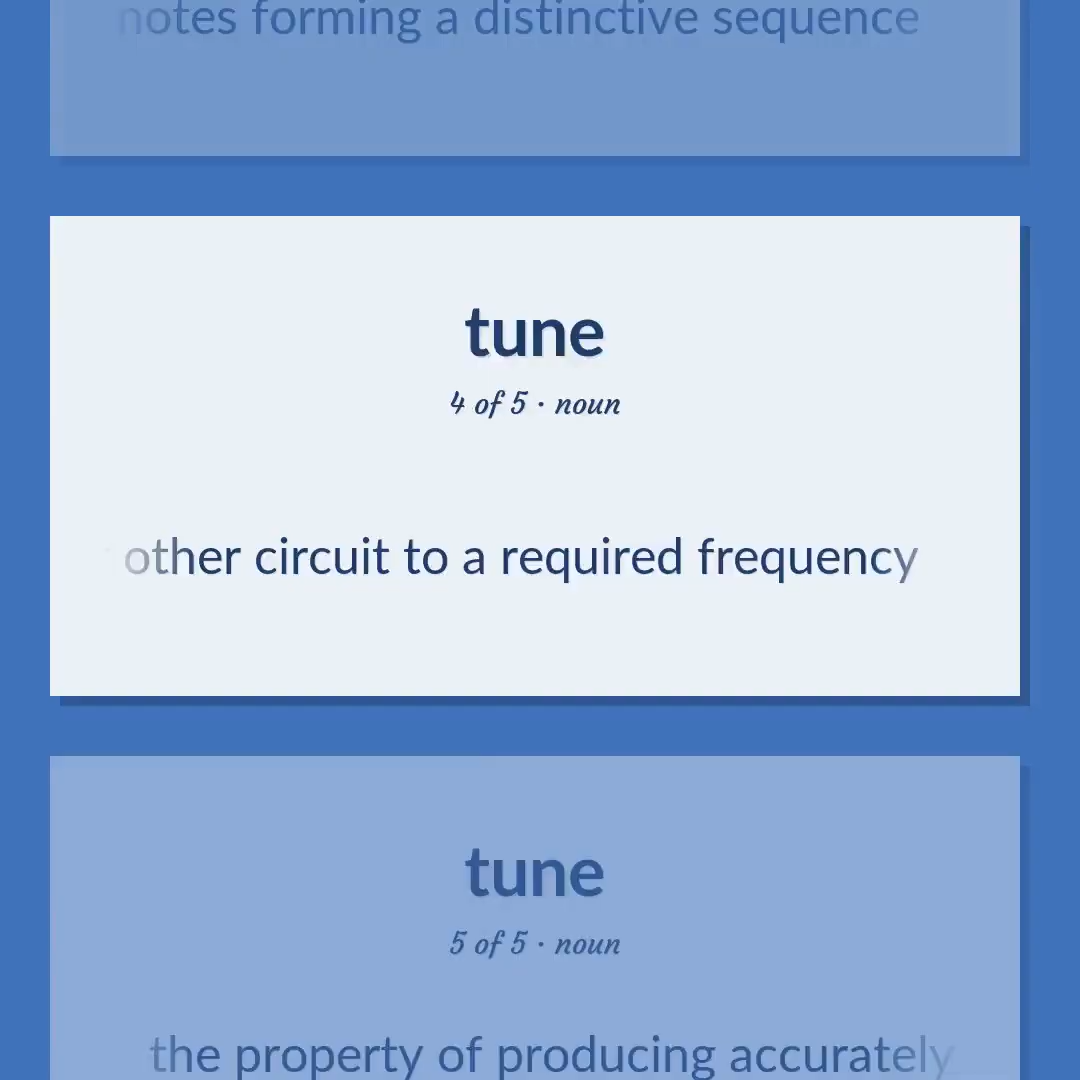 notes forming a distinctive sequence
tune
4 of 5 · noun
other circuit to a required frequency
tune
5 of 5 · noun
the property of producing accurately